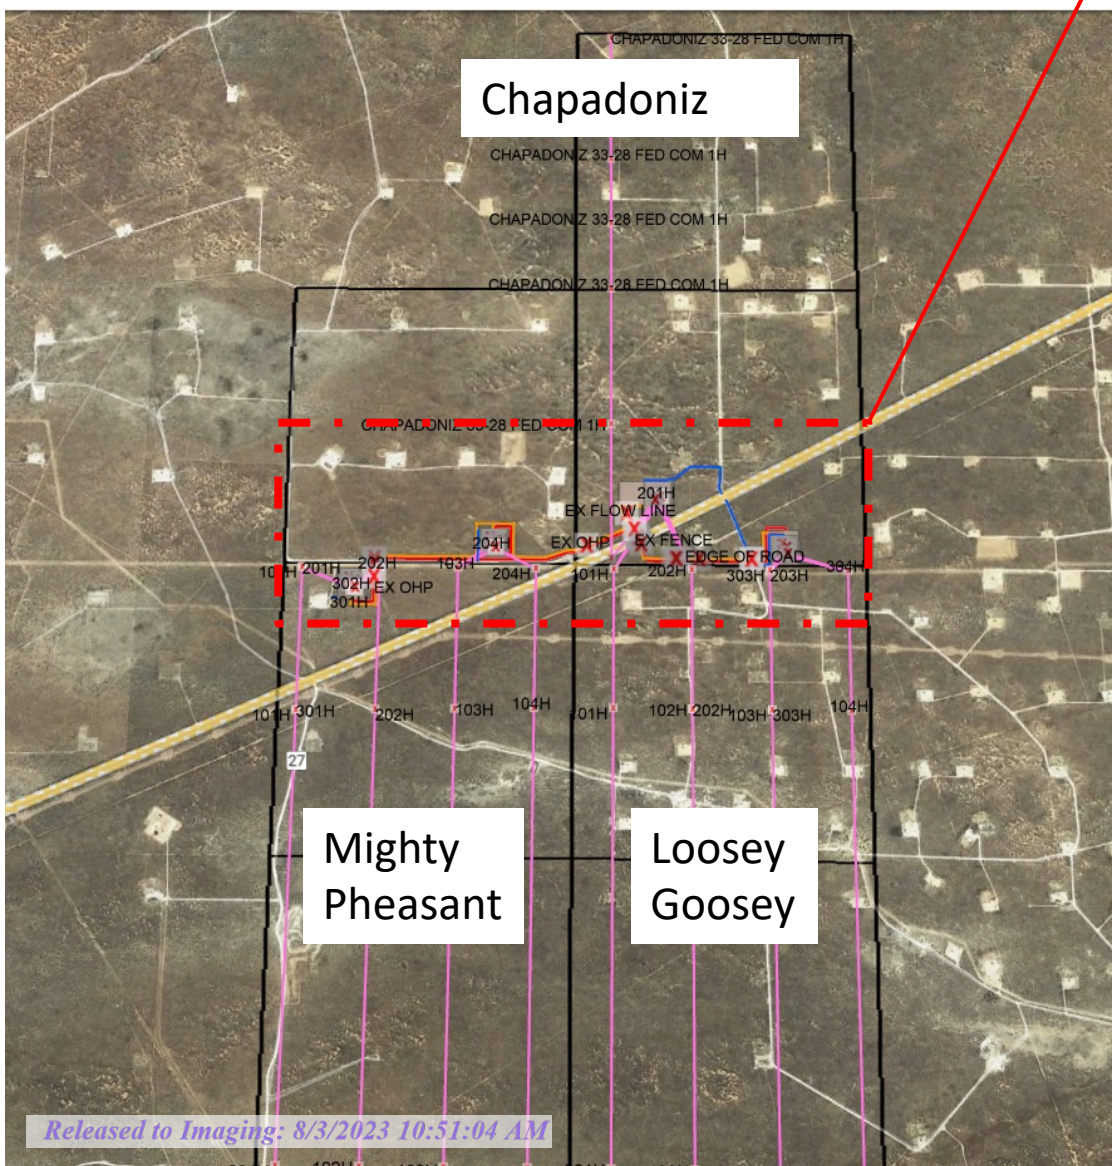 CHAPADONIZ 33-28 FED COM 1H
Chapadoniz
CHAPADONIZ 33-28 FED COM 1H
CHAPADONIZ 33-28 FED COM 1H
CHAPADONIZ 33-28 FED COM 1H
CHAPADONIZ 33-28 FED COM 1H
201H
EX FLOW LINE
204H
EX OHP
EX FENCE
202H
103H
EDGE OF ROAD
201H
204H
101H
202H
303H
203H
304H
302H
EX OHP
301H
101H
301H
202H
103H
104H
101H
102H
202H
103H
303H
104H
27
Mighty
Pheasant
Loosey
Goosey
Released to Imaging: 8/3/2023 10:51:04 AM